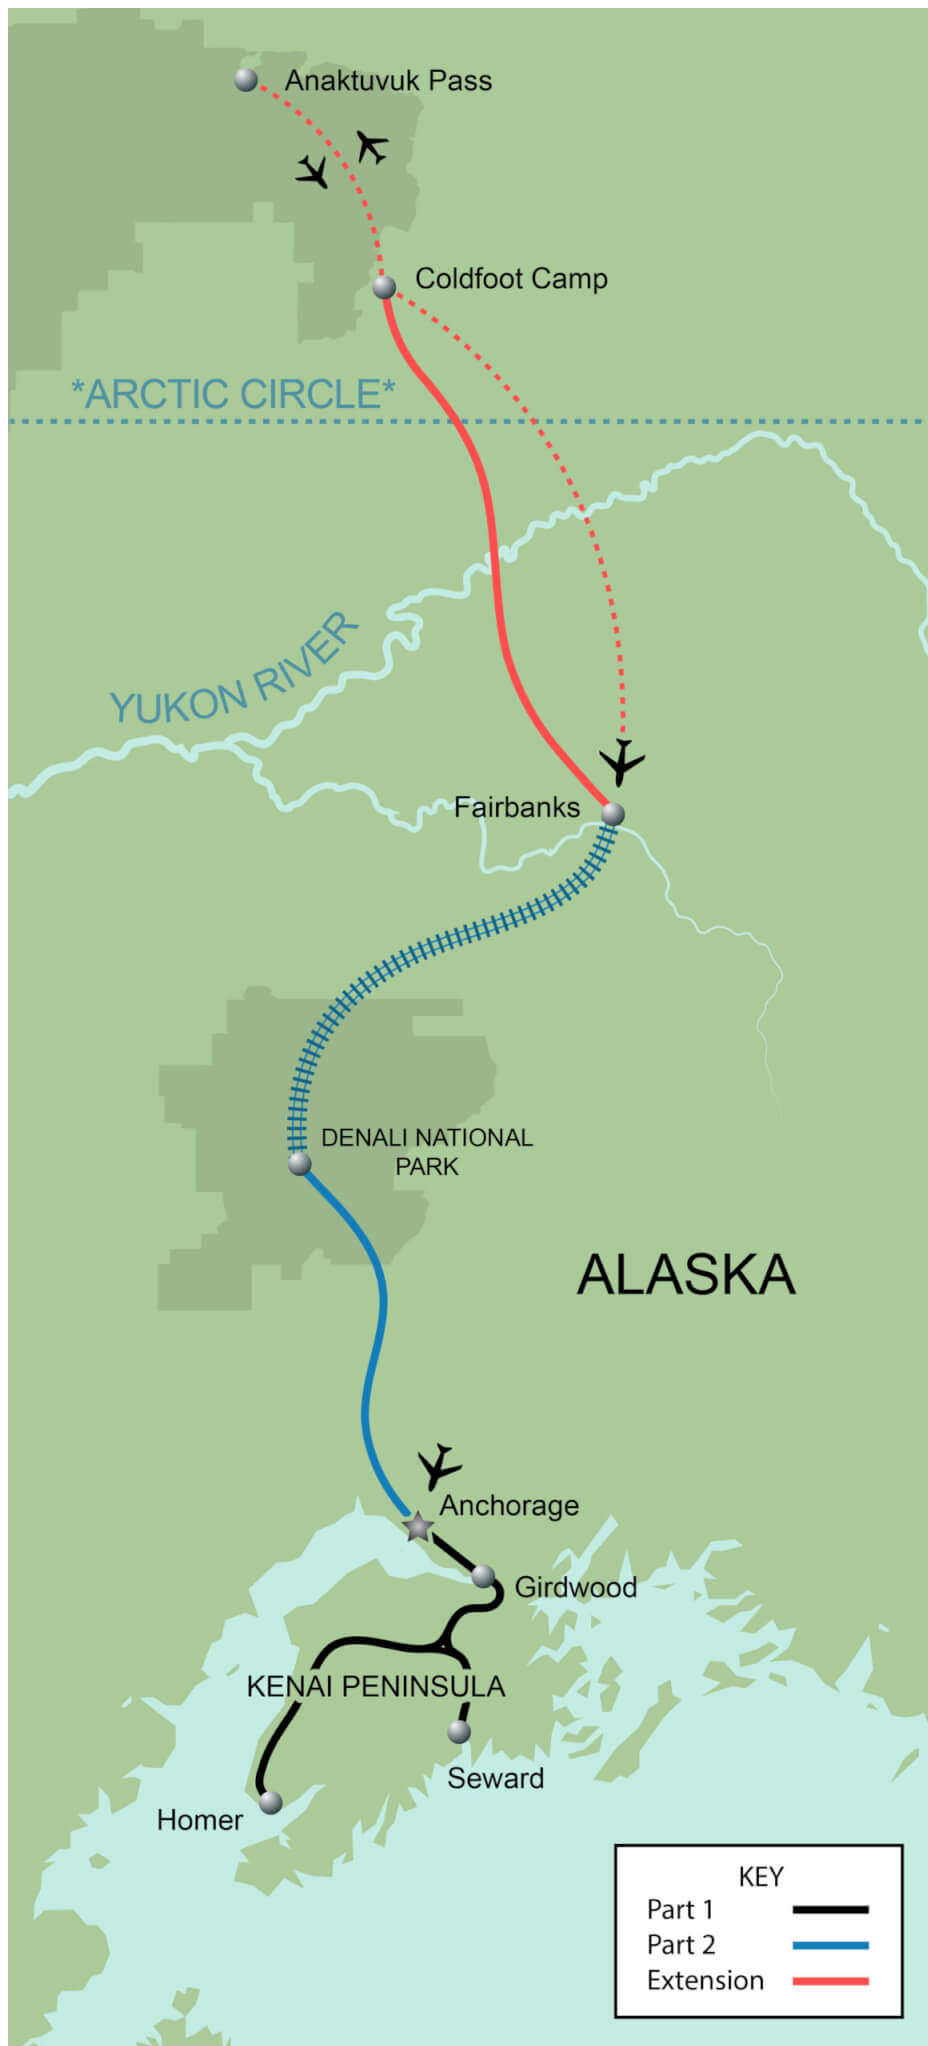 Anaktuvuk Pass
Coldfoot Camp
*ARCTIC CIRCLE*
YUKON RIVER
Fairbanks
DENALI NATIONAL
PARK
ALASKA
Anchorage
Girdwood
KENAI PENINSULA
Seward
Homer
KEY
Part 1
Part 2
Extension